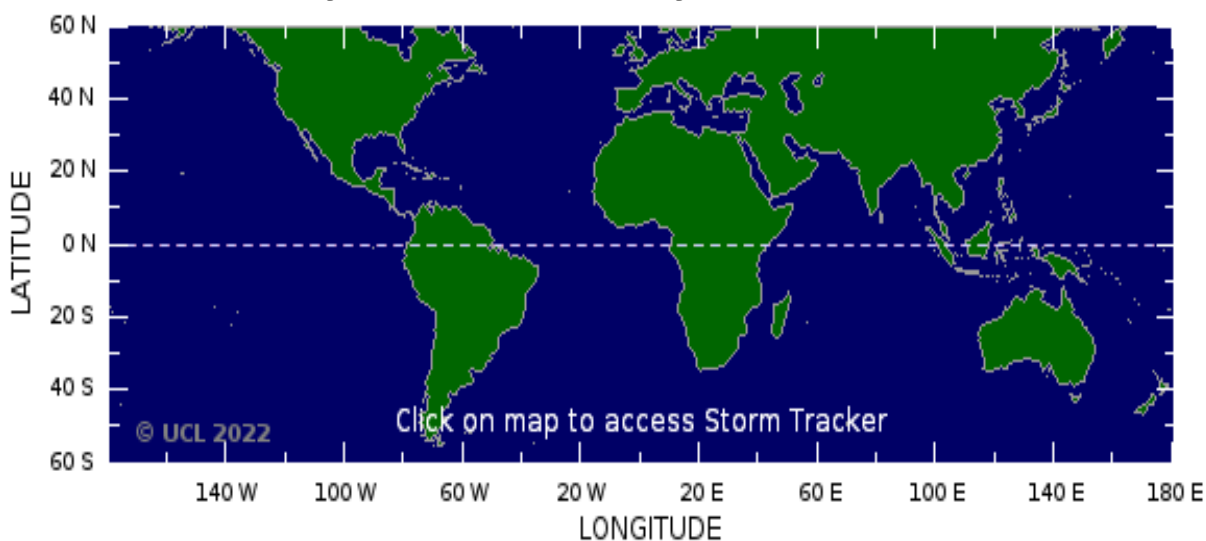 60 N
40 N
20 N
0 N
20 S
40 S
60 S
LATITUDE
Click on map to access Storm Tracker
© UCL 2022
140 W 100 W 60 W 20 W 20 E 60 E 100 E 140 E 180 E
LONGITUDE